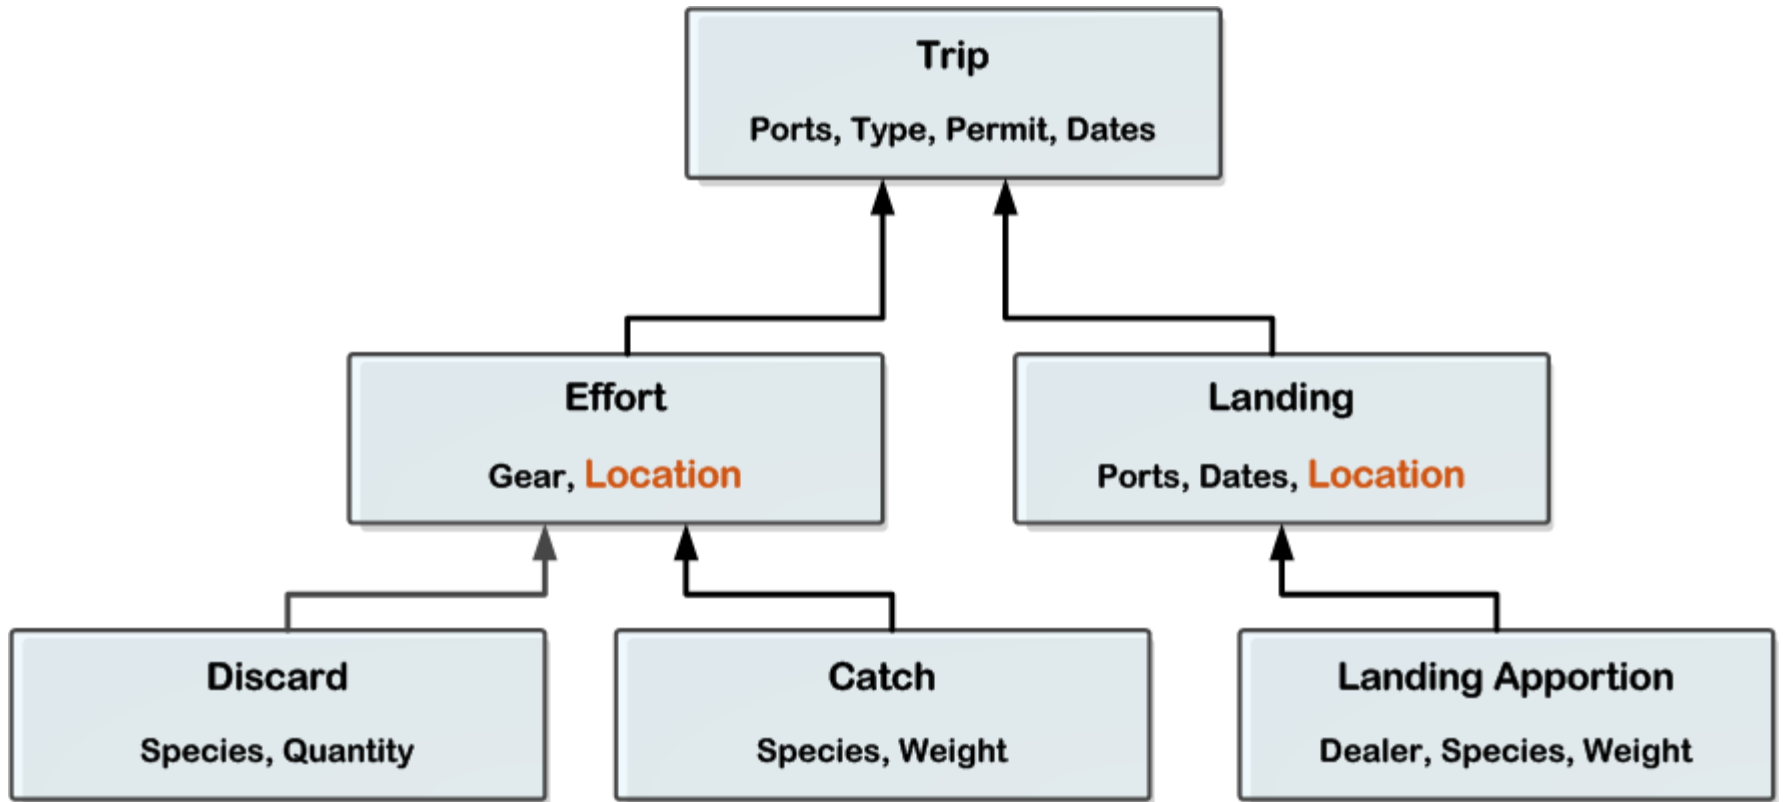 Trip
Ports, Type, Permit, Dates
Effort
Gear, Location
Landing
Ports, Dates, Location
Discard
Species, Quantity
Catch
Species, Weight
Landing Apportion
Dealer, Species, Weight